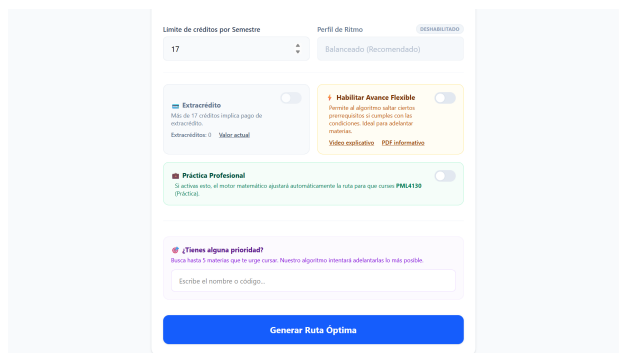 Límite de créditos por Semestre
17
Perfil de Ritmo
DESHABILITADO
Balanceado (Recomendado)
Extracrédito
Más de 17 créditos implica pago de
extracrédito.
Extracréditos: 0 Valor actual
Habilitar Avance Flexible
Permite al algoritmo saltar ciertos
prerrequisitos si cumples con las
condiciones. Ideal para adelantar
materias.
Video explicativo PDF informativo
Práctica Profesional
Si activas esto, el motor matemático ajustará automáticamente la ruta para que curses PML4130
(Práctica).
¿Tienes alguna prioridad?
Busca hasta 5 materias que te urge cursar. Nuestro algoritmo intentará adelantarlas lo más posible.
Escribe el nombre o código...
Generar Ruta Óptima